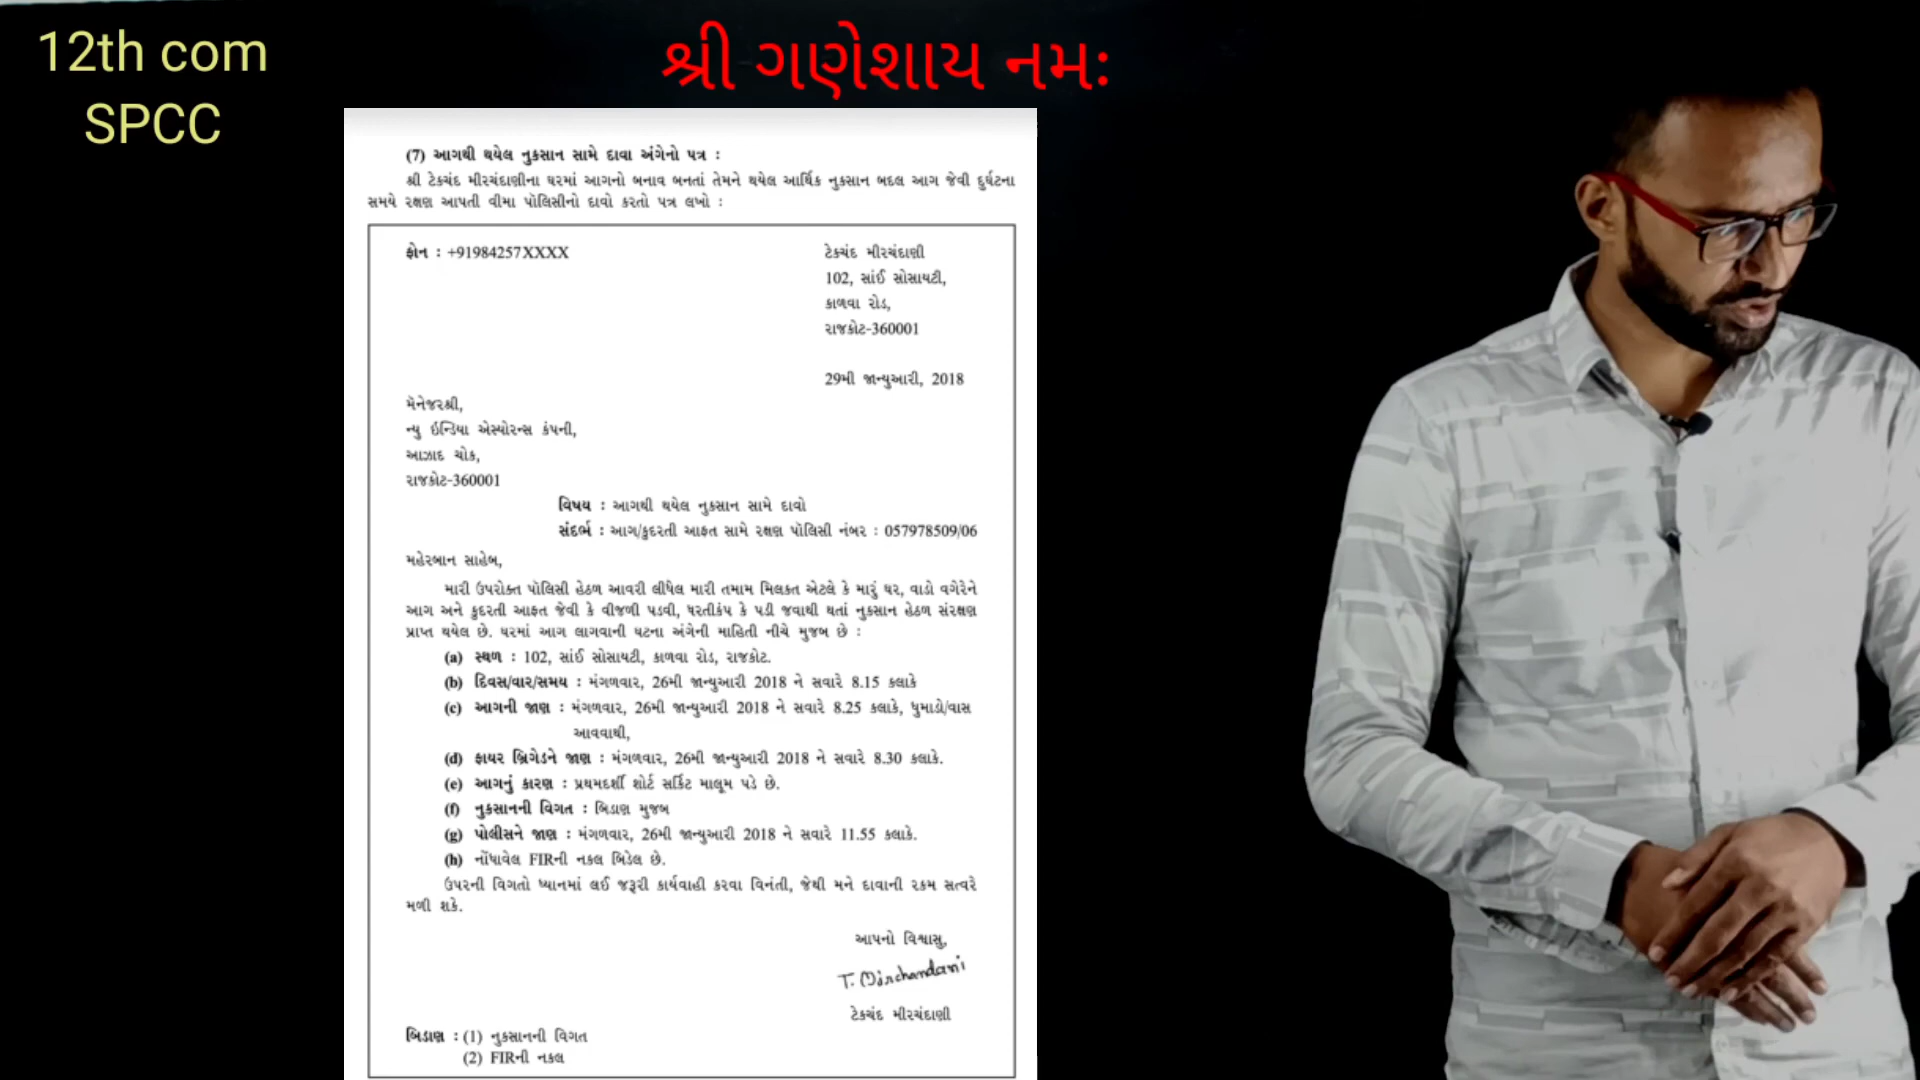 12th com
SPCC
શ્રી ગણેશાય નમઃ
(7) આગથી થયેલ નુકસાન સામે દાવા અંગેનો પત્ર :
શ્રી ટેકચંદ મીરચંદાણીના ઘરમાં આગનો બનાવ બનતાં તેમને થયેલ આર્થિક નુકસાન બદલ આગ જેવી દુર્ઘટના
સમયે રક્ષણ આપતી વીમા પૉલિસીનો દાવો કરતો પત્ર લખો :
ફોન : +91984257XXXX
ટેકચંદ મીરચંદાણી
102, સાંઈ સોસાયટી,
કાળવા રોડ,
રાજકોટ-360001
29મી જાન્યુઆરી, 2018
મૅનેજરશ્રી,
ન્યુ ઇન્ડિયા એસ્યોરન્સ કંપની,
આઝાદ ચોક,
રાજકોટ-360001
વિષય : આગથી થયેલ નુકસાન સામે દાવો
સંદર્ભ : આગ/કુદરતી આફત સામે રક્ષણ પૉલિસી નંબર : 057978509/06
મહેરબાન સાહેબ,
મારી ઉપરોક્ત પૉલિસી હેઠળ આવરી લીધેલ મારી તમામ મિલકત એટલે કે મારું ઘર, વાડો વગેરેને
આગ અને કુદરતી આફત જેવી કે વીજળી પડવી, ધરતીકંપ કે પડી જવાથી થતાં નુકસાન હેઠળ સંરક્ષણ
પ્રાપ્ત થયેલ છે. ઘરમાં આગ લાગવાની ઘટના અંગેની માહિતી નીચે મુજબ છે :
(a) સ્થળ : 102, સાંઈ સોસાયટી, કાળવા રોડ, રાજકોટ.
(b) દિવસ/વાર/સમય : મંગળવાર, 26મી જાન્યુઆરી 2018 ને સવારે 8.15 કલાકે
(c) આગની જાણ : મંગળવાર, 26મી જાન્યુઆરી 2018 ને સવારે 8.25 કલાકે, ધુમાડો/વાસ
આવવાથી,
(d) ફાયર બ્રિગેડને જાણ : મંગળવાર, 26મી જાન્યુઆરી 2018 ને સવારે 8.30 કલાકે.
(e) આગનું કારણ : પ્રથમદર્શી શોર્ટ સર્કિટ માલૂમ પડે છે.
(f) નુકસાનની વિગત : બિડાણ મુજબ
(g) પોલીસને જાણ : મંગળવાર, 26મી જાન્યુઆરી 2018 ને સવારે 11.55 કલાકે.
(h) નોંધાવેલ FIRની નકલ બિડેલ છે.
ઉપરની વિગતો ધ્યાનમાં લઈ જરૂરી કાર્યવાહી કરવા વિનંતી, જેથી મને દાવાની રકમ સત્વરે
મળી શકે.
આપનો વિશ્વાસુ,
T. Mirchandani
ટેકચંદ મીરચંદાણી
બિડાણ : (1) નુકસાનની વિગત
(2) FIRની નકલ